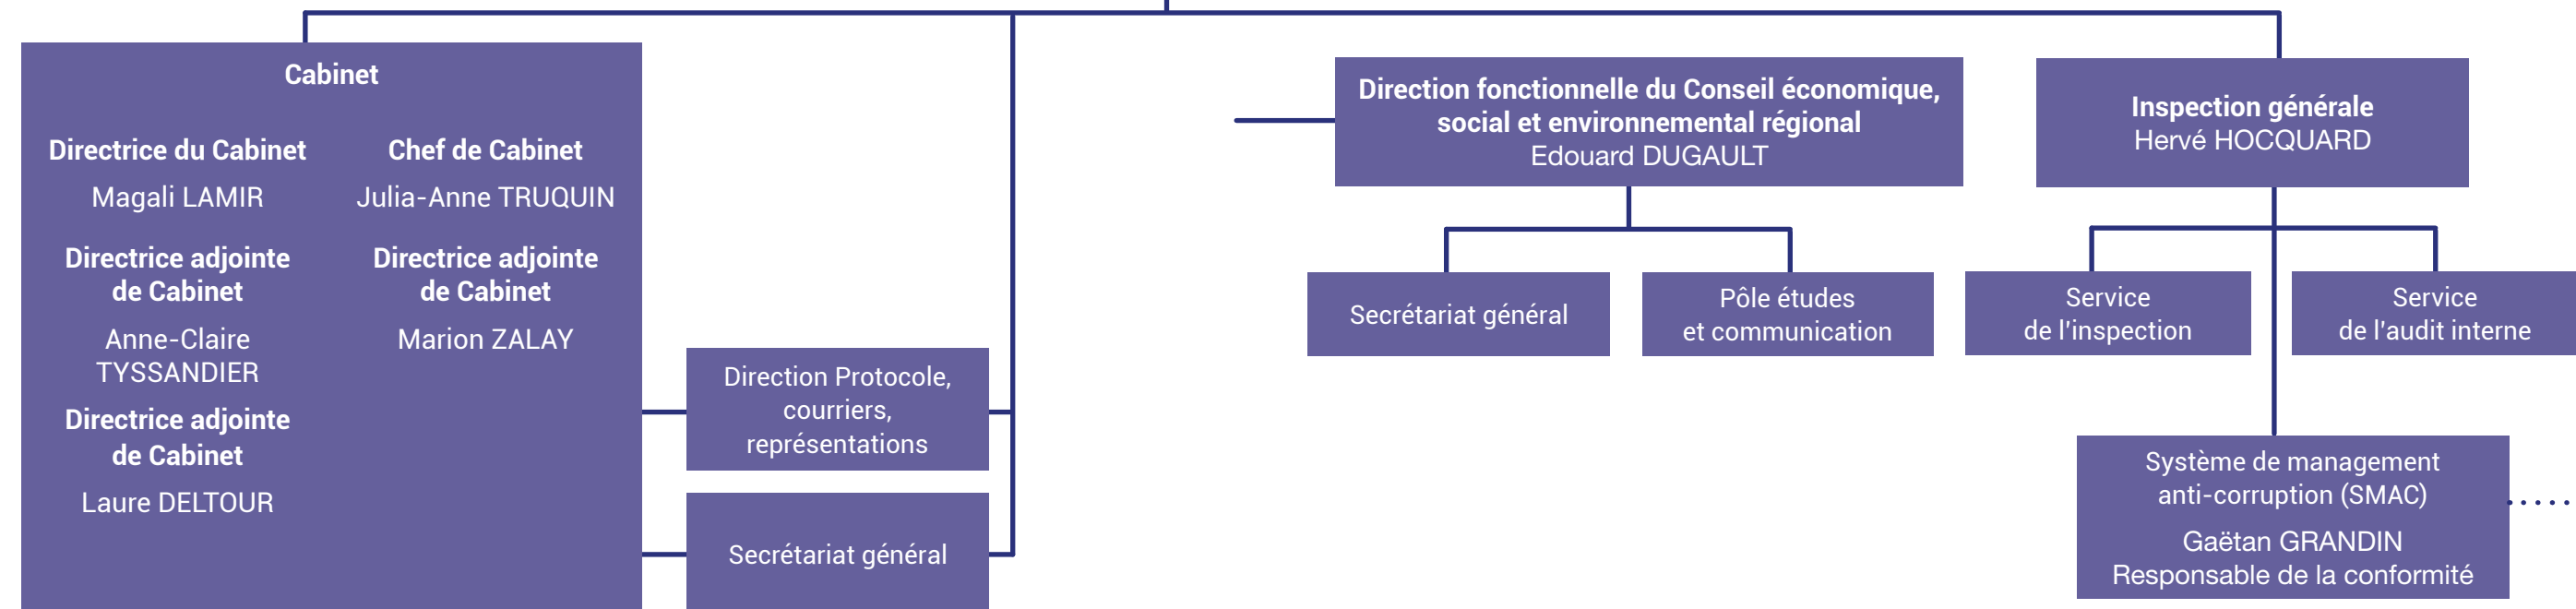 Cabinet
Directrice du Cabinet
Magali LAMIR
Chef de Cabinet
Julia-Anne TRUQUIN
Directrice adjointe
de Cabinet
Anne-Claire
TYSSANDIER
Directrice adjointe
de Cabinet
Marion ZALAY
Directrice adjointe
de Cabinet
Laure DELTOUR
Direction Protocole,
courriers,
représentations
Secrétariat général
Direction fonctionnelle du Conseil économique,
social et environnemental régional
Edouard DUGAULT
Secrétariat général
Pôle études
et communication
Inspection générale
Hervé HOCQUARD
Service
de l'inspection
Service
de l'audit interne
Système de management
anti-corruption (SMAC)
Gaëtan GRANDIN
Responsable de la conformité